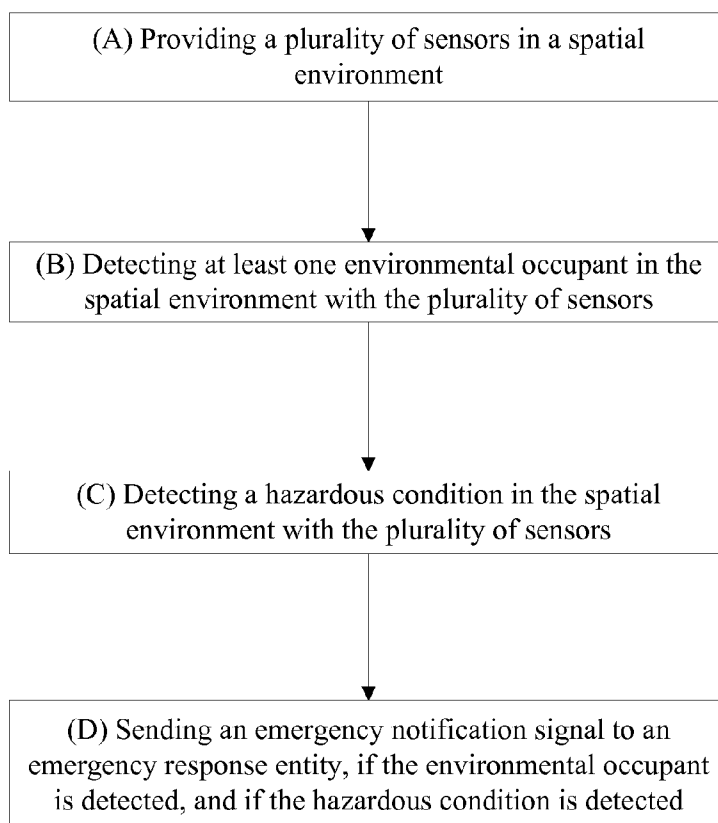 (A) Providing a plurality of sensors in a spatial
environment
(B) Detecting at least one environmental occupant in the
spatial environment with the plurality of sensors
(C) Detecting a hazardous condition in the spatial
environment with the plurality of sensors
(D) Sending an emergency notification signal to an
emergency response entity, if the environmental occupant
is detected, and if the hazardous condition is detected